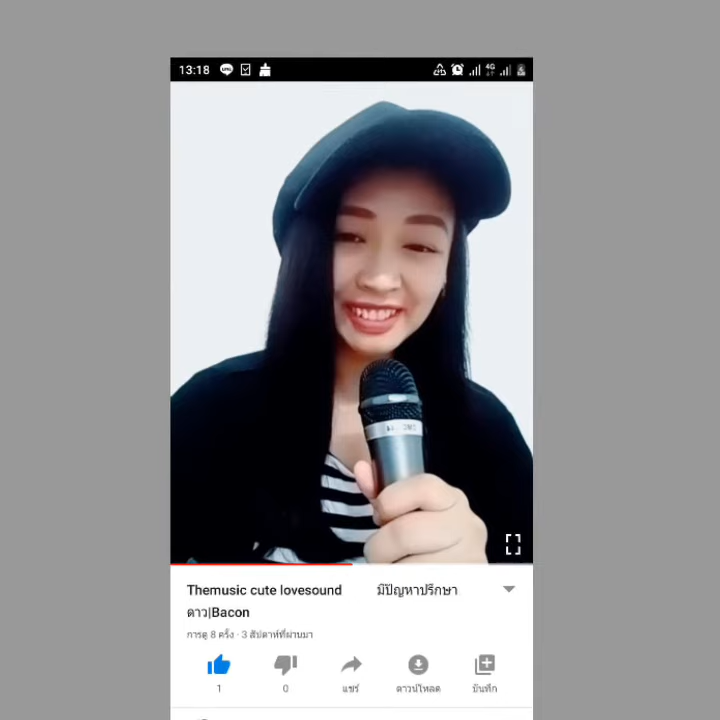 13:18
4G
Themusic cute lovesound มีปัญหาปรึกษา
ดาว|Bacon
การดู 8 ครั้ง · 3 สัปดาห์ที่ผ่านมา
1 0 แชร์ ดาวน์โหลด บันทึก